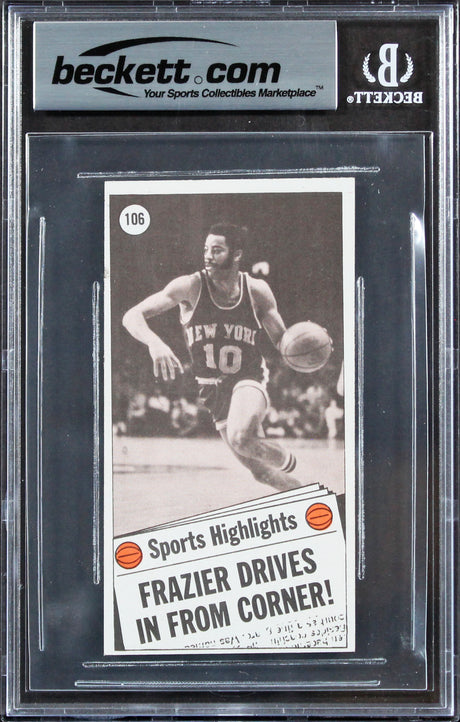 beckett.com
Your Sports Collectibles Marketplace™
BECKETT®
106
NEW YORK
10
Sports Highlights
FRAZIER DRIVES
IN FROM CORNER!